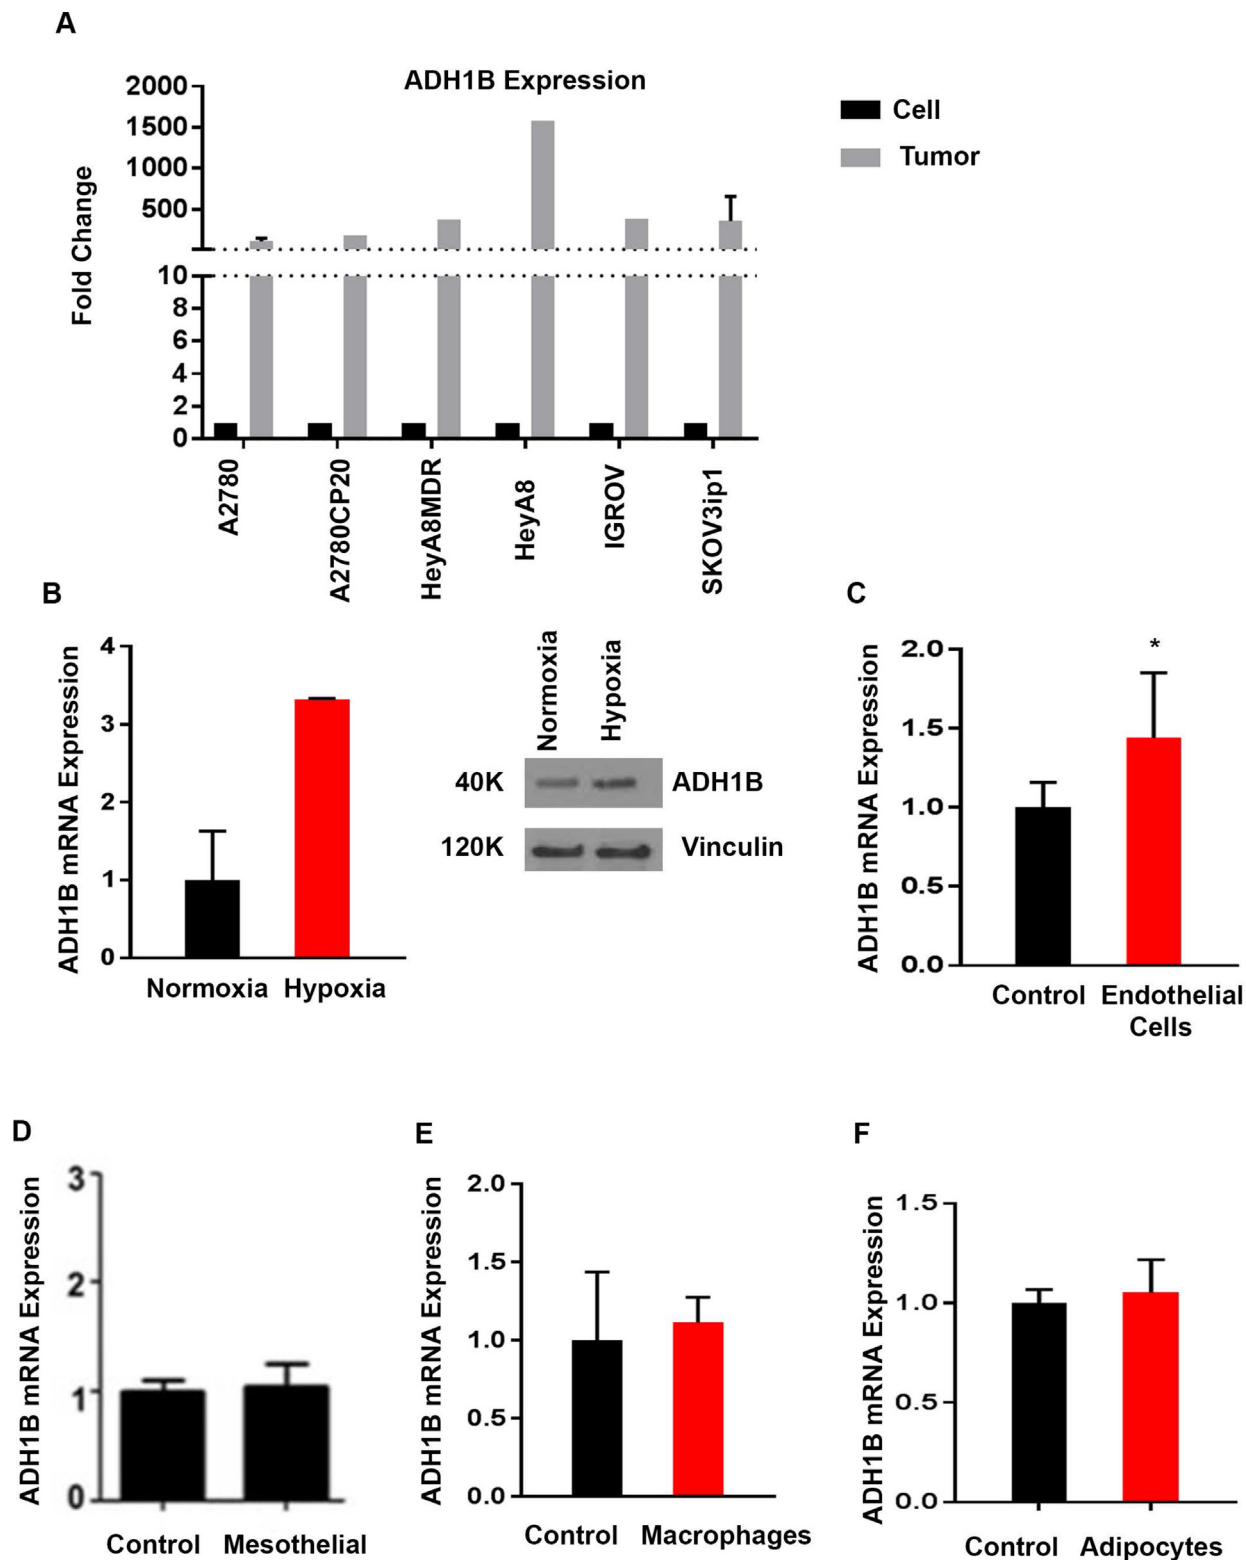 A
ADH1B Expression
Cell
Tumor
Fold Change
2000
1500
1000
500
10
8
6
4
2
0
A2780
A2780CP20
HeyA8MDR
HeyA8
IGROV
SKOV3ip1
B
ADH1B mRNA Expression
4
3
2
1
0
Normoxia Hypoxia
Normoxia
Hypoxia
40K ADH1B
120K Vinculin
C
ADH1B mRNA Expression
2.0
1.5
1.0
0.5
0.0
*
Control Endothelial
Cells
D
ADH1B mRNA Expression
3
2
1
0
Control Mesothelial
E
ADH1B mRNA Expression
2.0
1.5
1.0
0.5
0.0
Control Macrophages
F
ADH1B mRNA Expression
1.5
1.0
0.5
0.0
Control Adipocytes